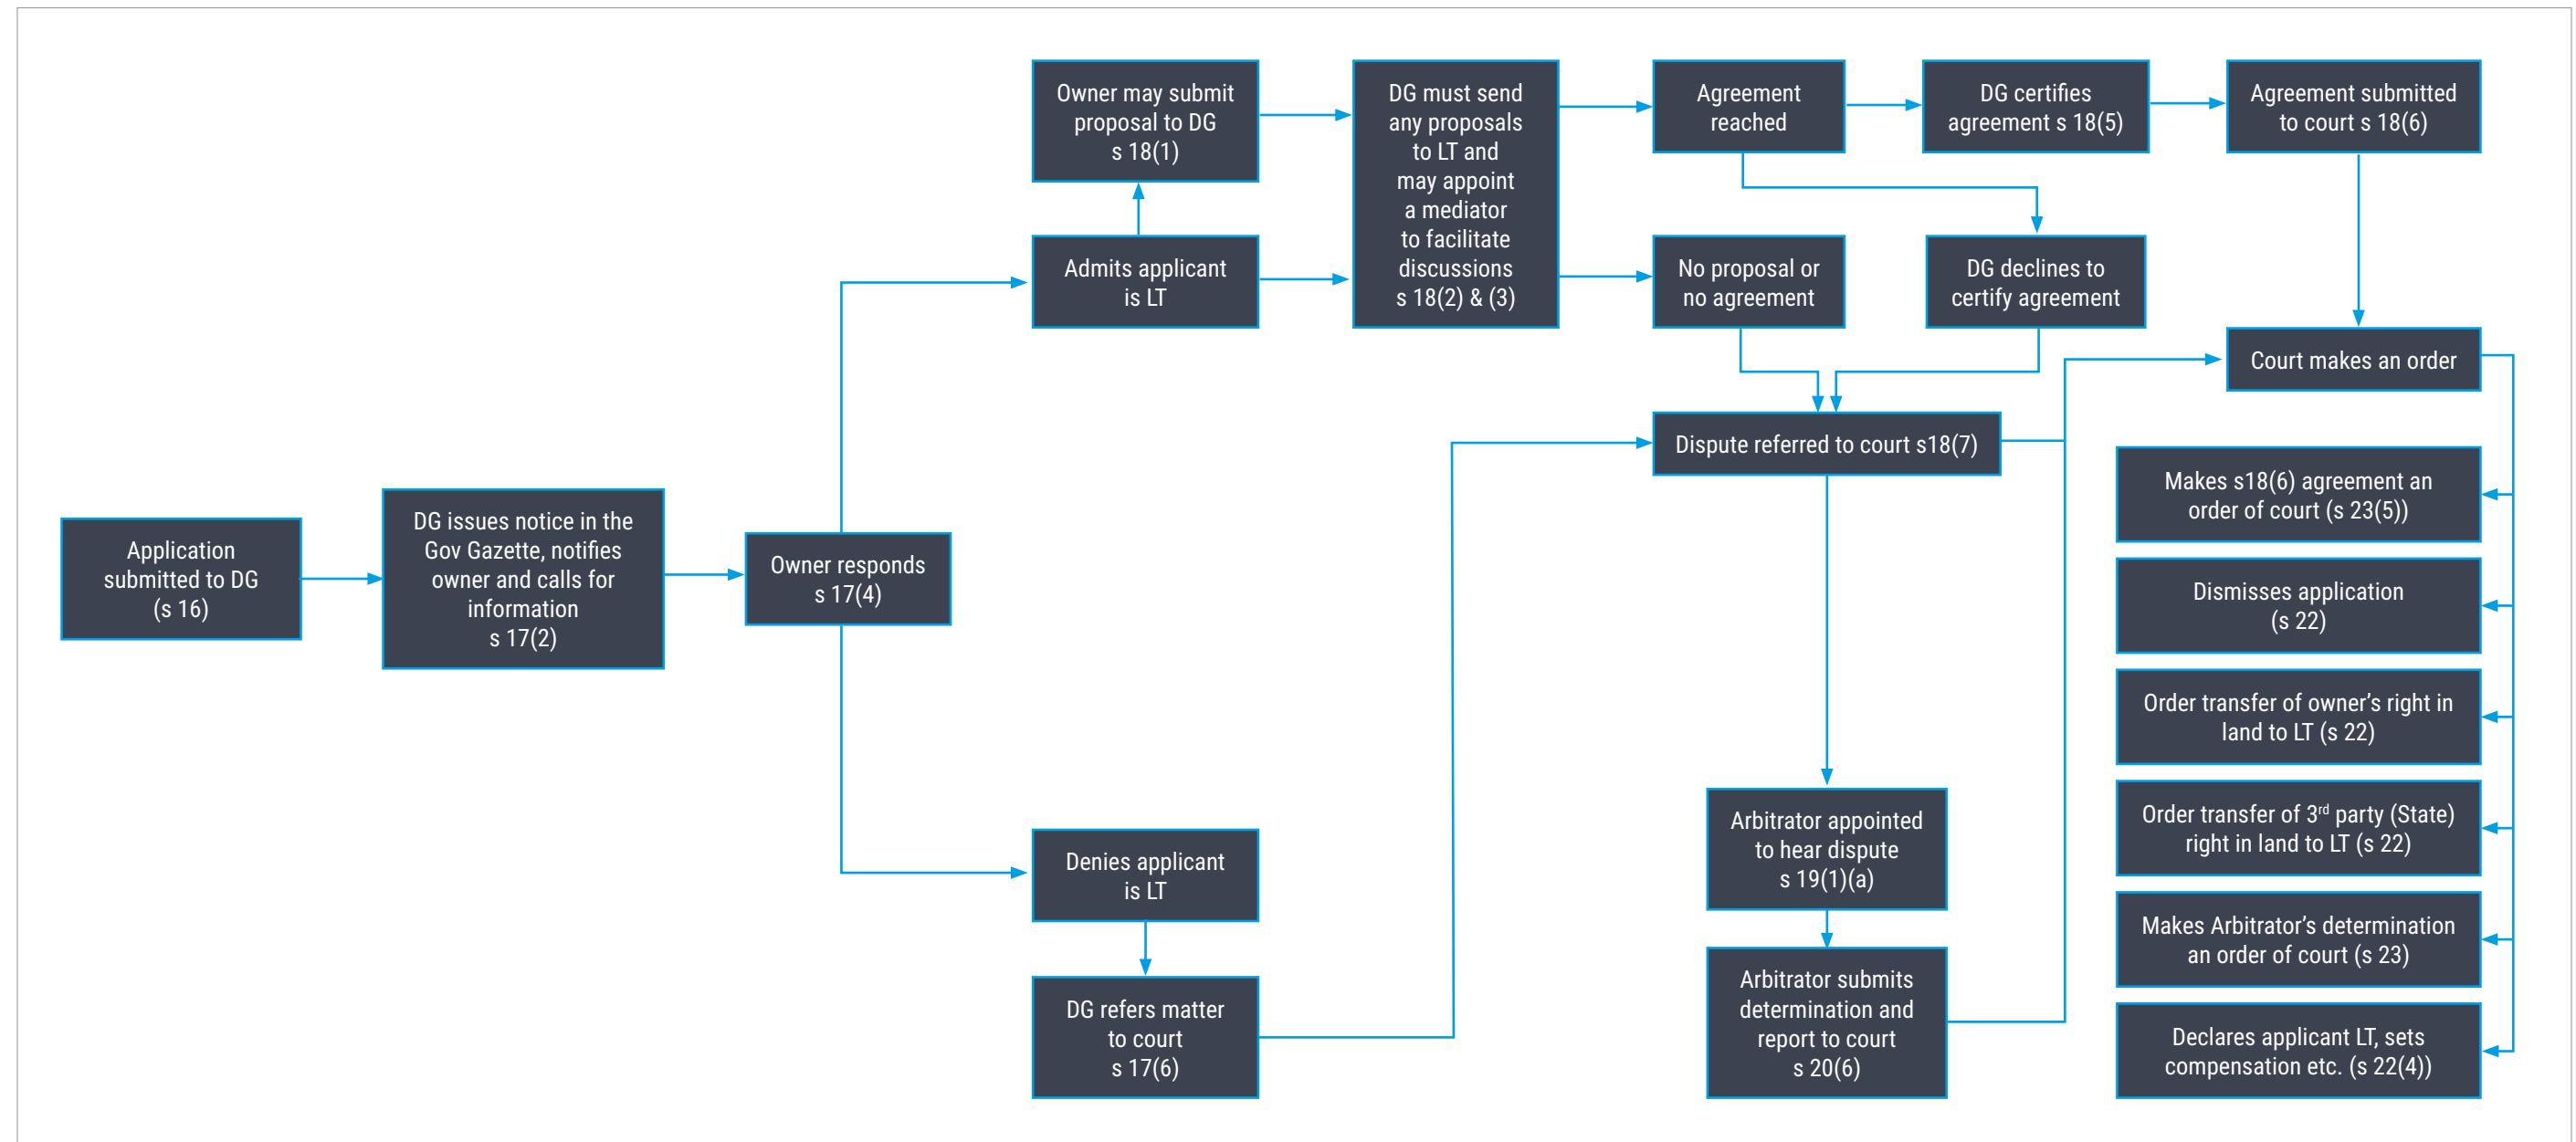 Application
submitted to DG
(s 16)
DG issues notice in the
Gov Gazette, notifies
owner and calls for
information
s 17(2)
Owner responds
s 17(4)
Owner may submit
proposal to DG
s 18(1)
Admits applicant
is LT
Denies applicant
is LT
DG refers matter
to court
s 17(6)
DG must send
any proposals
to LT and
may appoint
a mediator
to facilitate
discussions
s 18(2) & (3)
Agreement
reached
No proposal or
no agreement
DG certifies
agreement s 18(5)
DG declines to
certify agreement
Dispute referred to court s18(7)
Arbitrator appointed
to hear dispute
s 19(1)(a)
Arbitrator submits
determination and
report to court
s 20(6)
Agreement submitted
to court s 18(6)
Court makes an order
Makes s18(6) agreement an
order of court (s 23(5))
Dismisses application
(s 22)
Order transfer of owner’s right in
land to LT (s 22)
Order transfer of 3rd party (State)
right in land to LT (s 22)
Makes Arbitrator’s determination
an order of court (s 23)
Declares applicant LT, sets
compensation etc. (s 22(4))